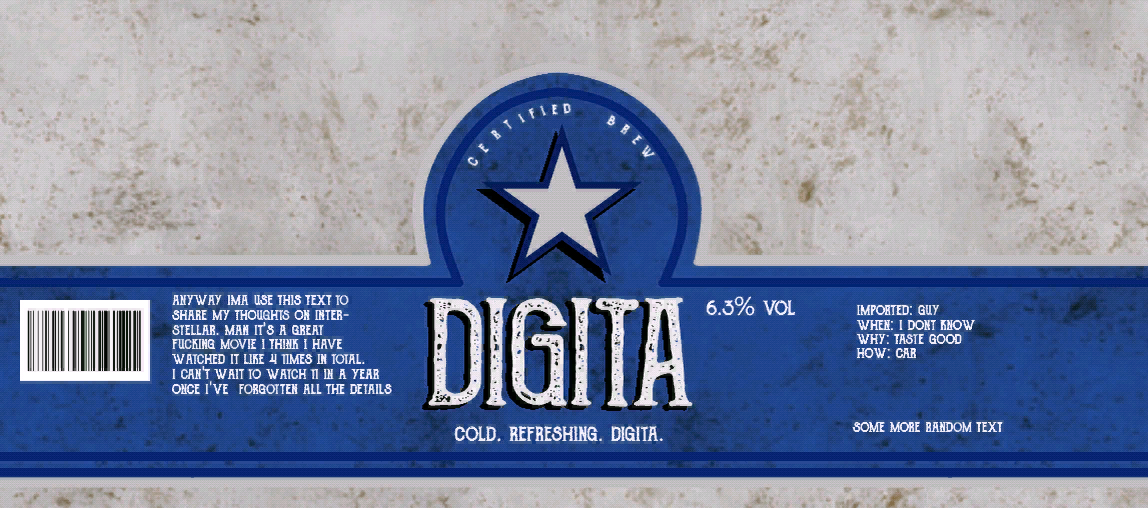 CERTIFIED BREW
ANYWAY IMA USE THIS TEXT TO
SHARE MY THOUGHTS ON INTER-
STELLAR. MAN IT'S A GREAT
FUCKING MOVIE I THINK I HAVE
WATCHED IT LIKE 4 TIMES IN TOTAL.
I CAN'T WAIT TO WATCH IT IN A YEAR
ONCE I'VE FORGOTTEN ALL THE DETAILS
DIGITA
COLD. REFRESHING. DIGITA.
6.3% VOL
IMPORTED: GUY
WHEN: I DONT KNOW
WHY: TASTE GOOD
HOW: CAR
SOME MORE RANDOM TEXT